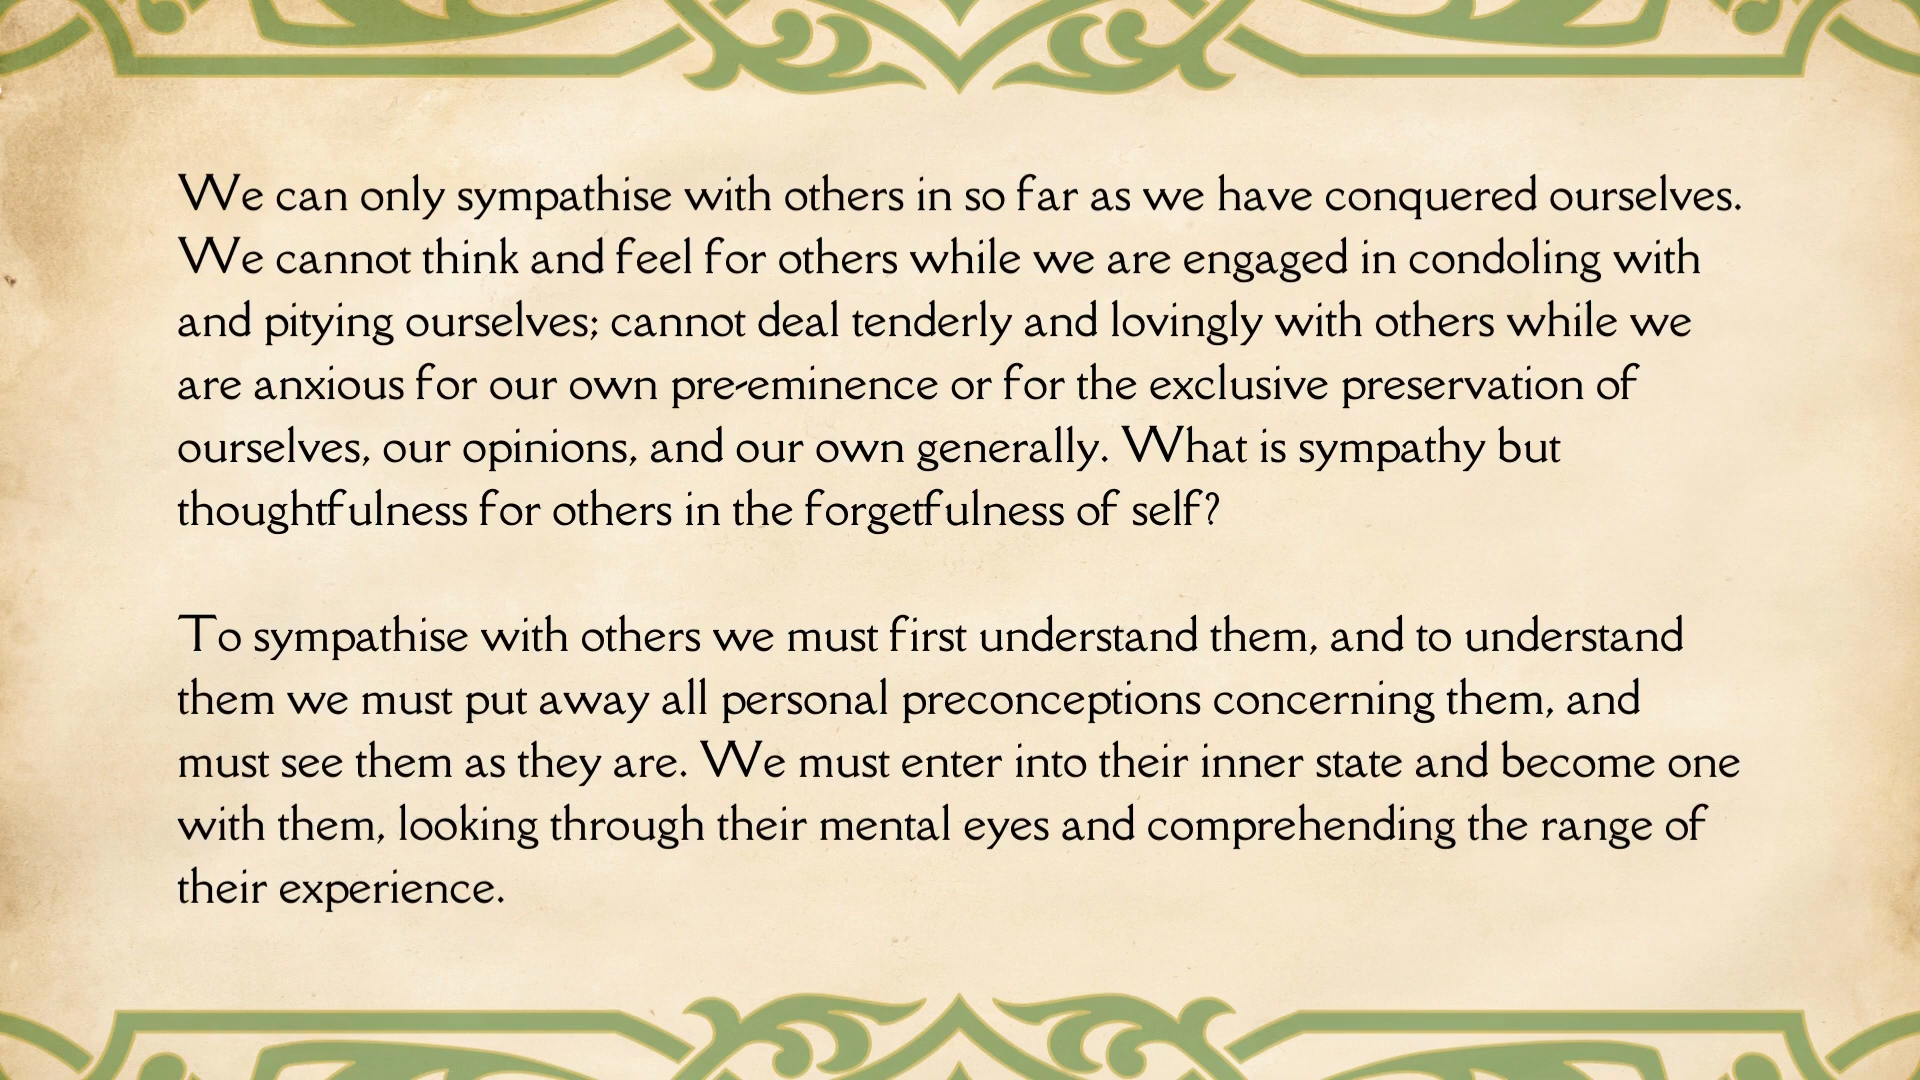 We can only sympathise with others in so far as we have conquered ourselves.
We cannot think and feel for others while we are engaged in condoling with
and pitying ourselves; cannot deal tenderly and lovingly with others while we
are anxious for our own pre-eminence or for the exclusive preservation of
ourselves, our opinions, and our own generally. What is sympathy but
thoughtfulness for others in the forgetfulness of self?

To sympathise with others we must first understand them, and to understand
them we must put away all personal preconceptions concerning them, and
must see them as they are. We must enter into their inner state and become one
with them, looking through their mental eyes and comprehending the range of
their experience.